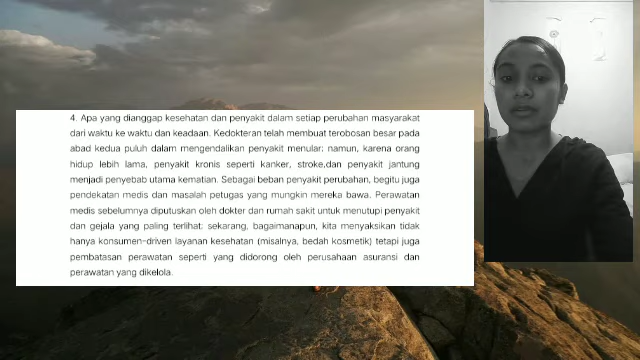 4. Apa yang dianggap kesehatan dan penyakit dalam setiap perubahan masyarakat
dari waktu ke waktu dan keadaan. Kedokteran telah membuat terobosan besar pada
abad kedua puluh dalam mengendalikan penyakit menular; namun, karena orang
hidup lebih lama, penyakit kronis seperti kanker, stroke,dan penyakit jantung
menjadi penyebab utama kematian. Sebagai beban penyakit perubahan, begitu juga
pendekatan medis dan masalah petugas yang mungkin mereka bawa. Perawatan
medis sebelumnya diputuskan oleh dokter dan rumah sakit untuk menutupi penyakit
dan gejala yang paling terlihat; sekarang, bagaimanapun, kita menyaksikan tidak
hanya konsumen-driven layanan kesehatan (misalnya, bedah kosmetik) tetapi juga
pembatasan perawatan seperti yang didorong oleh perusahaan asuransi dan
perawatan yang dikelola.